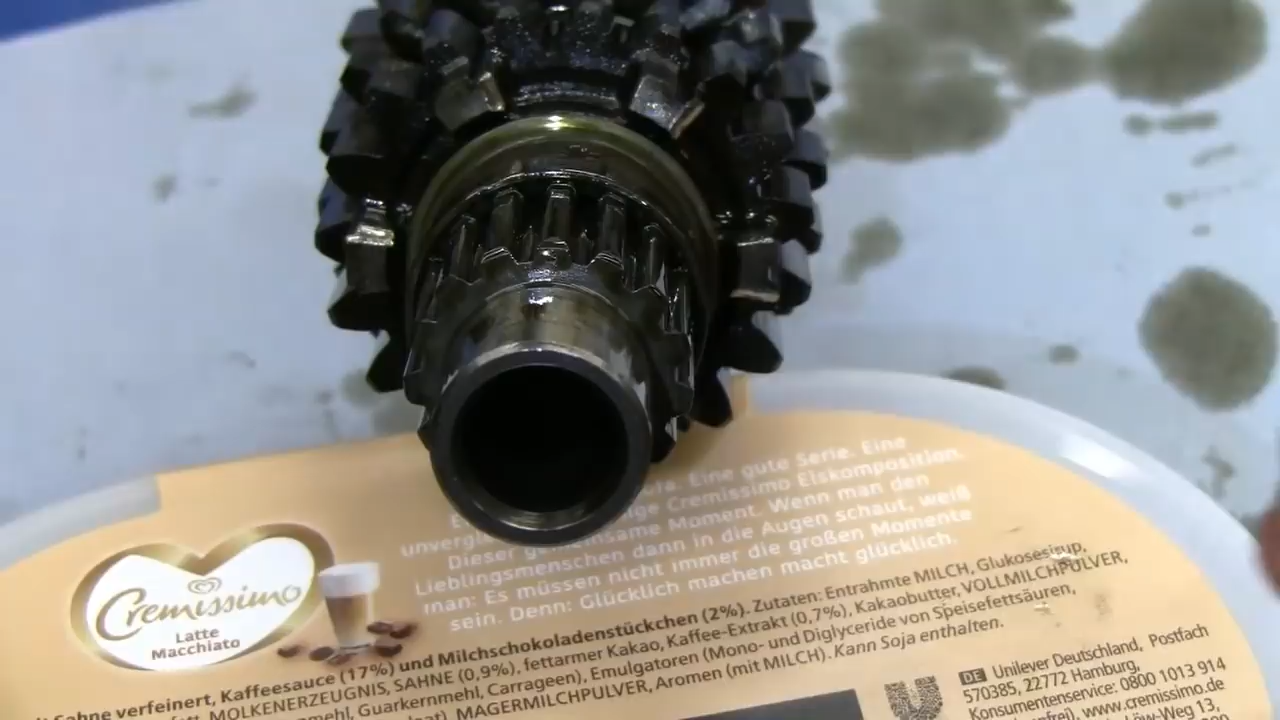 Cremissimo
Latte
Macchiato
Eine gute Serie. Eine
Cremissimo Eiskomposition.
Moment. Wenn man den
Dieser
Lieblingsmenschen dann in die Augen schaut, weiß
man: Es müssen nicht immer die großen Momente
sein. Denn: Glücklich machen macht glücklich.
Sahne verfeinert, Kaffeesauce (17%) und Milchschokoladenstückchen (2%). Zutaten: Entrahmte MILCH, Glukosesirup,
MOLKENERZEUGNIS, SAHNE (0,9%), fettarmer Kakao, Kaffee-Extrakt (0,7%), Kakaobutter, VOLLMILCHPULVER,
Guarkernmehl, Carrageen), Emulgatoren (Mono- und Diglyceride von Speisefettsäuren,
MAGERMILCHPULVER, Aromen (mit MILCH). Kann Soja enthalten.
DE Unilever Deutschland, Postfach
570385, 22772 Hamburg,
Konsumentenservice: 0800 1013 914
www.cremissimo.de
Weg 13,